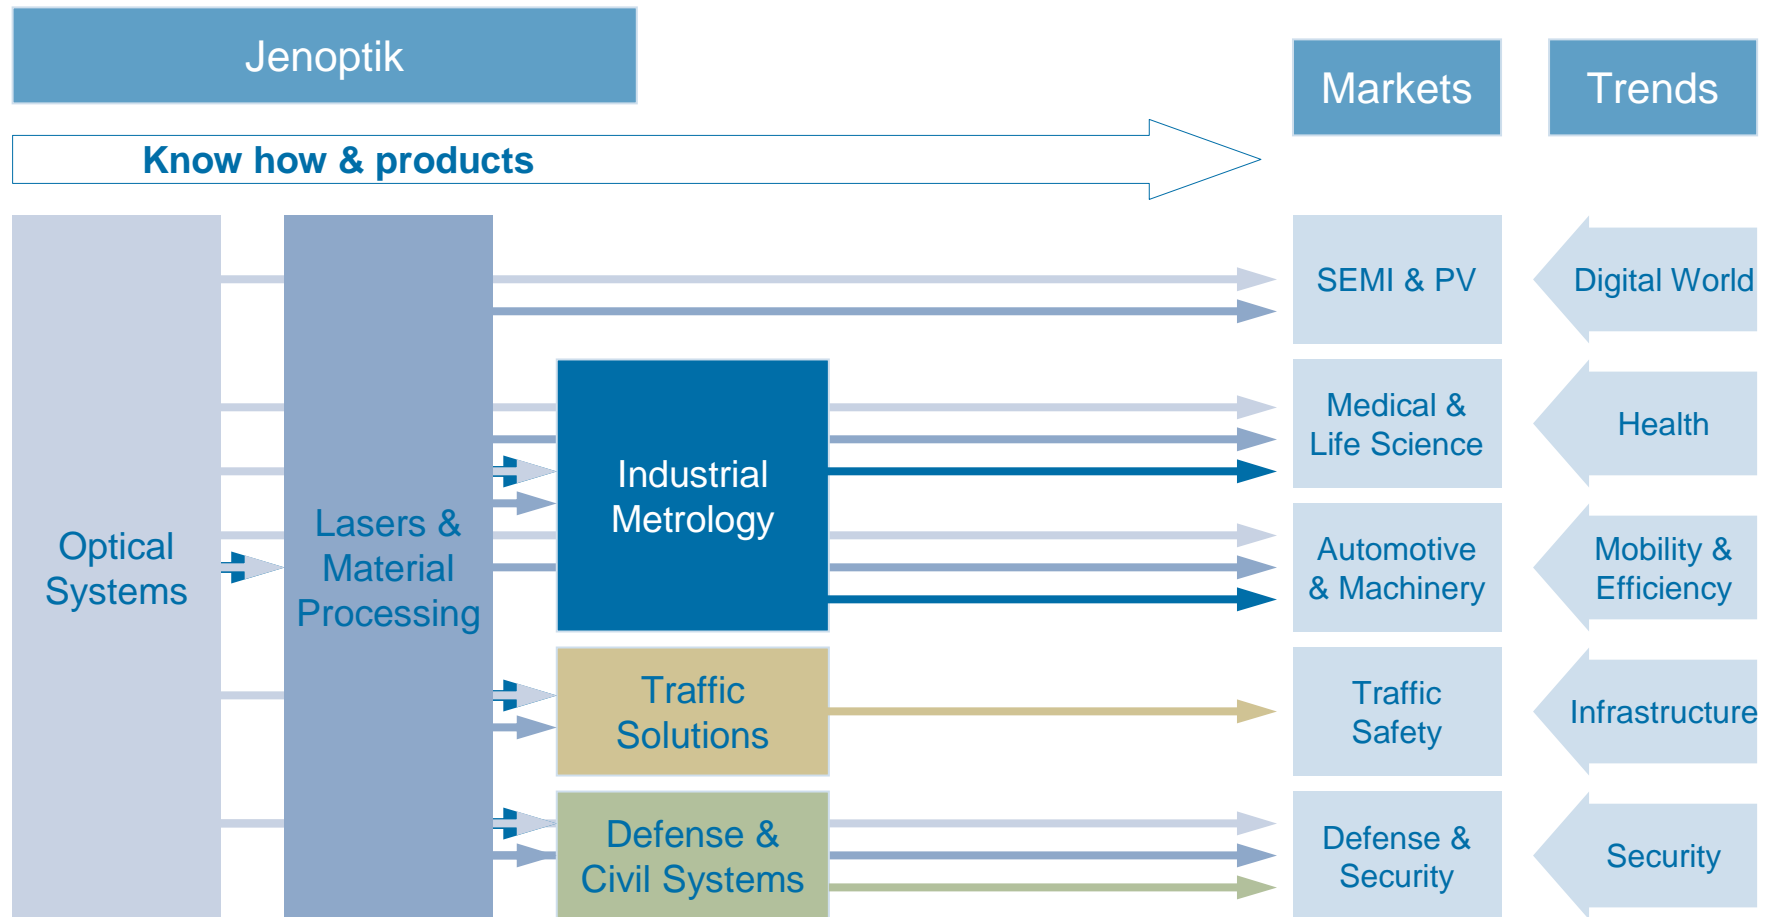 Jenoptik
Markets
Trends
Know how & products
Optical
Systems
Lasers &
Material
Processing
Industrial
Metrology
Traffic
Solutions
Defense &
Civil Systems
SEMI & PV
Digital World
Medical &
Life Science
Health
Automotive
& Machinery
Mobility &
Efficiency
Traffic
Safety
Infrastructure
Defense &
Security
Security